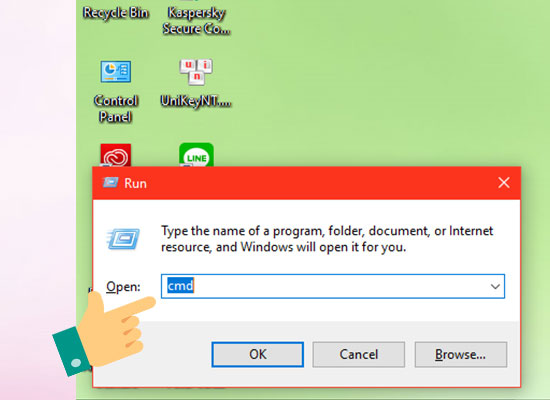 Recycle Bin
Kaspersky
Secure Co...
Control
Panel
UniKeyNT....
LINE
Run
Type the name of a program, folder, document, or Internet
resource, and Windows will open it for you.
Open:
cmd
OK
Cancel
Browse...